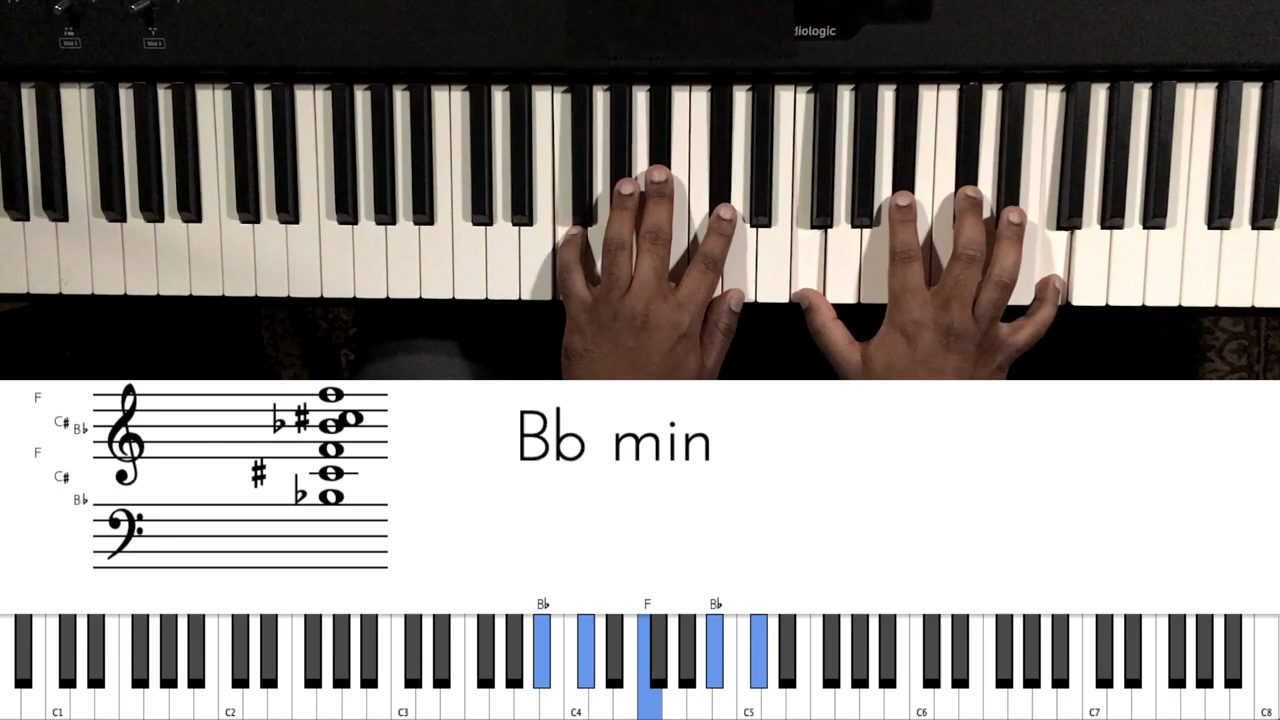 diologic
F
C♯
B♭
F
C♯
B♭
Bb min
B♭ F B♭
C1 C2 C3 C4 C5 C6 C7 C8